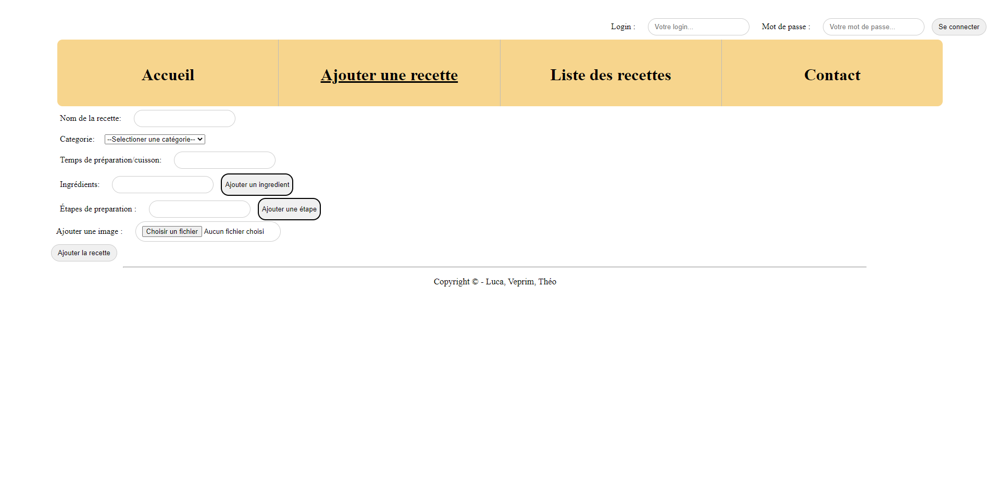 Login : Votre login... Mot de passe : Votre mot de passe... Se connecter
Accueil Ajouter une recette Liste des recettes Contact
Nom de la recette:
Categorie: --Selectioner une catégorie--
Temps de préparation/cuisson:
Ingrédients: Ajouter un ingredient
Étapes de preparation : Ajouter une étape
Ajouter une image : Choisir un fichier Aucun fichier choisi
Ajouter la recette
Copyright © - Luca, Veprim, Théo